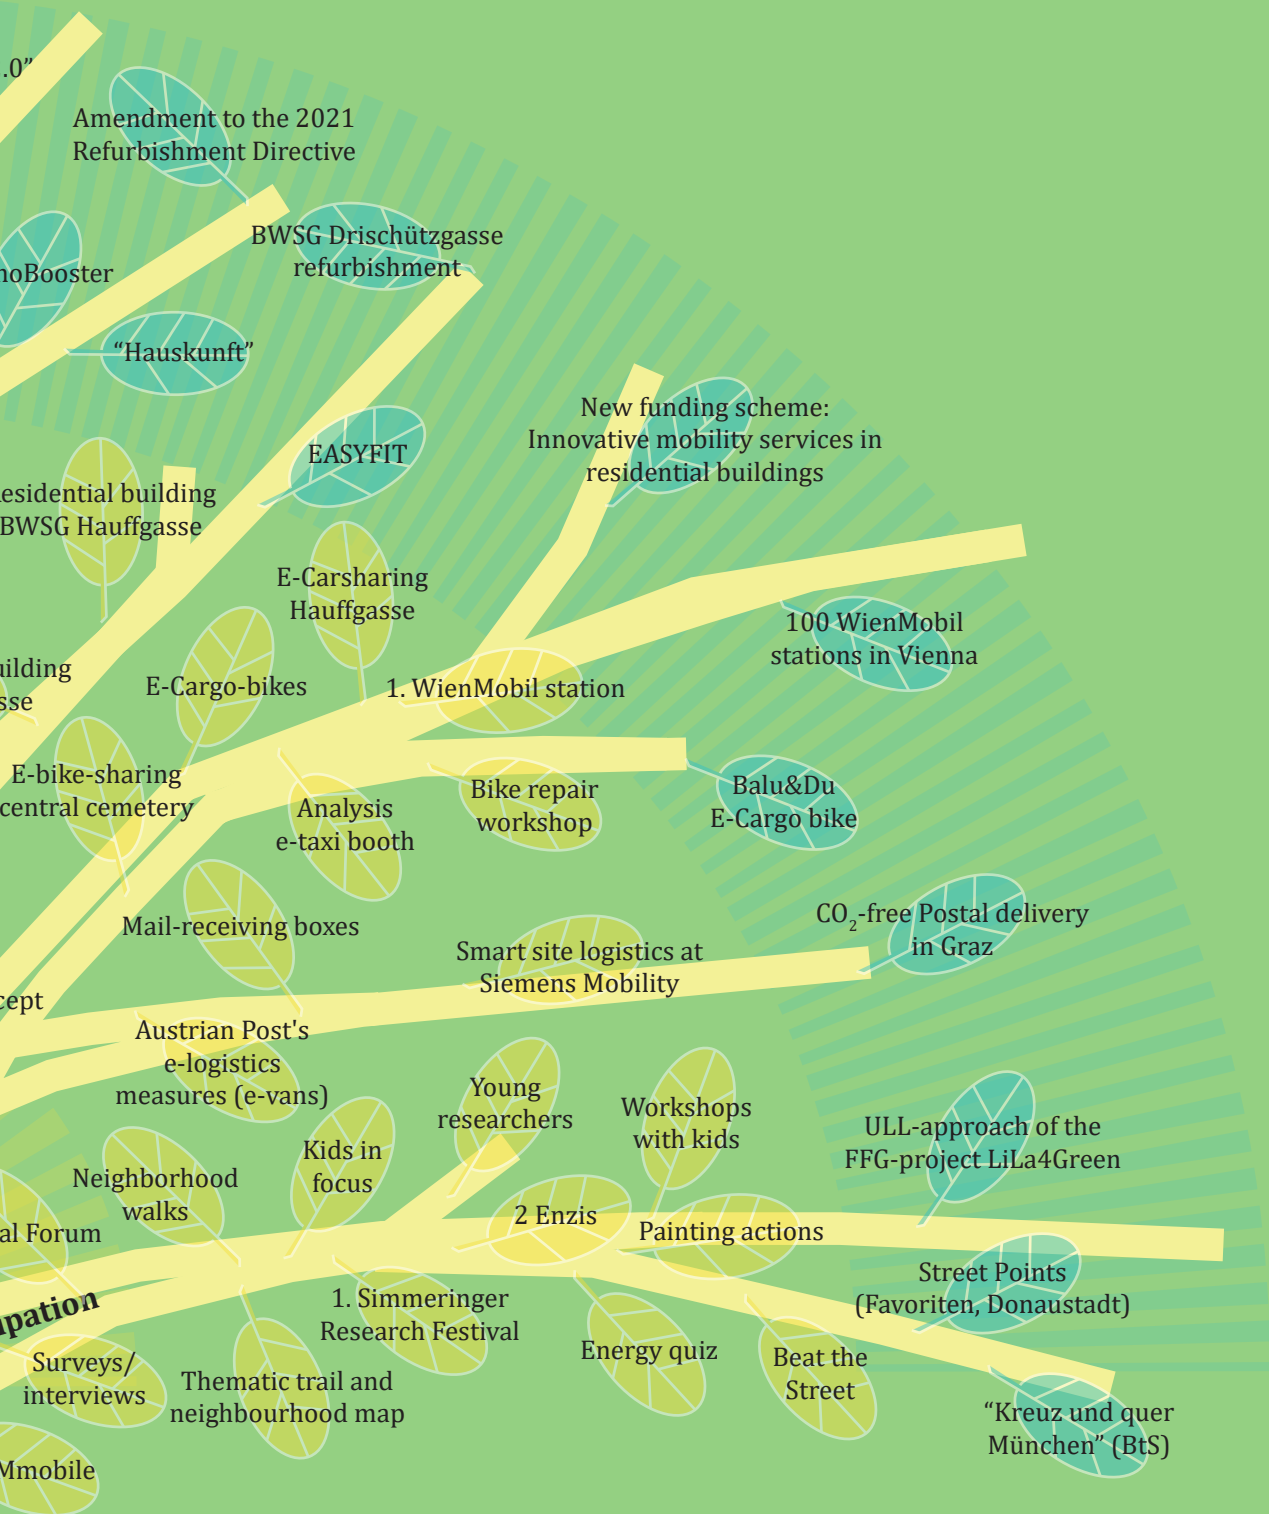 .0”
Amendment to the 2021
Refurbishment Directive
BWSG Drischützgasse
refurbishment
noBooster
“Hauskunft”
New funding scheme:
Innovative mobility services in
residential buildings
EASYFIT
esidential building
BWSG Hauffgasse
E-Carsharing
Hauffgasse
100 WienMobil
stations in Vienna
uilding
sse
E-Cargo-bikes
1. WienMobil station
E-bike-sharing
central cemetery
Analysis
e-taxi booth
Bike repair
workshop
Balu&Du
E-Cargo bike
Mail-receiving boxes
Smart site logistics at
Siemens Mobility
CO₂-free Postal delivery
in Graz
cept
Austrian Post's
e-logistics
measures (e-vans)
Young
researchers
Workshops
with kids
ULL-approach of the
FFG-project LiLa4Green
Kids in
focus
Neighborhood
walks
al Forum
2 Enzis
Painting actions
Street Points
(Favoriten, Donaustadt)
ipation
1. Simmeringer
Research Festival
Energy quiz
Beat the
Street
Surveys/
interviews
Thematic trail and
neighbourhood map
“Kreuz und quer
München” (BtS)
Mmobile